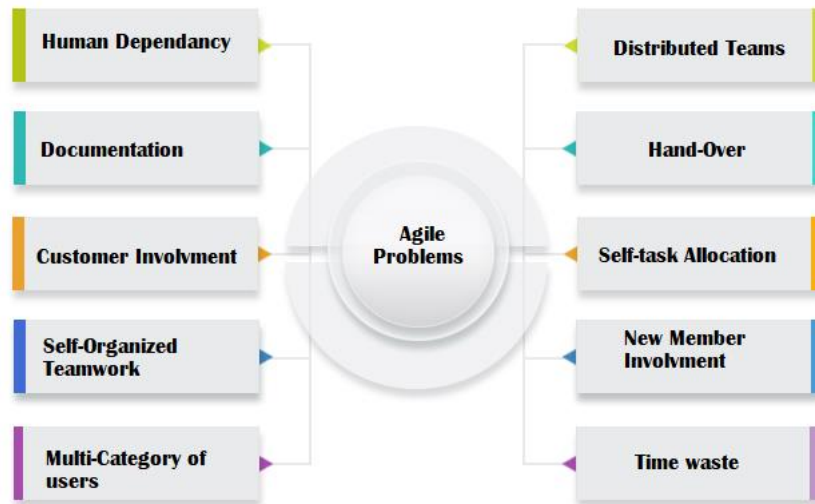 Human Dependancy
Documentation
Customer Involvment
Self-Organized
Teamwork
Multi-Category of
users
Agile
Problems
Distributed Teams
Hand-Over
Self-task Allocation
New Member
Involvment
Time waste